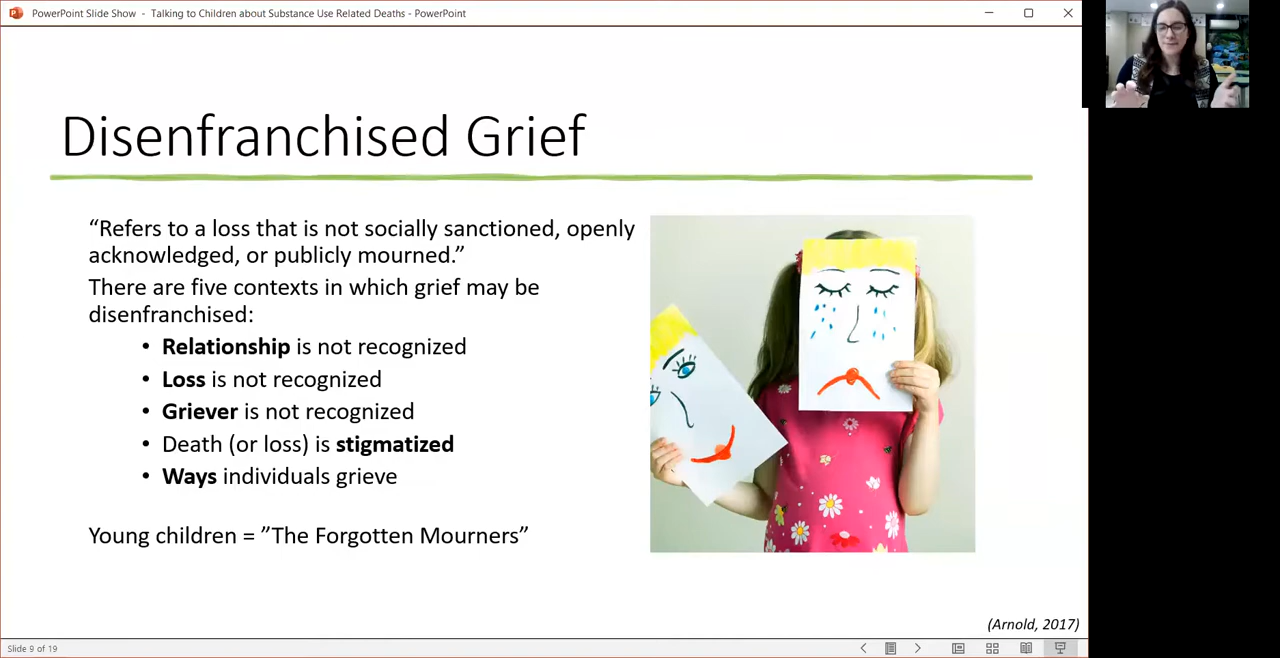 PowerPoint Slide Show - Talking to Children about Substance Use Related Deaths - PowerPoint
Disenfranchised Grief
“Refers to a loss that is not socially sanctioned, openly
acknowledged, or publicly mourned.”
There are five contexts in which grief may be
disenfranchised:
• Relationship is not recognized
• Loss is not recognized
• Griever is not recognized
• Death (or loss) is stigmatized
• Ways individuals grieve
Young children = ”The Forgotten Mourners”
(Arnold, 2017)
Slide 9 of 19